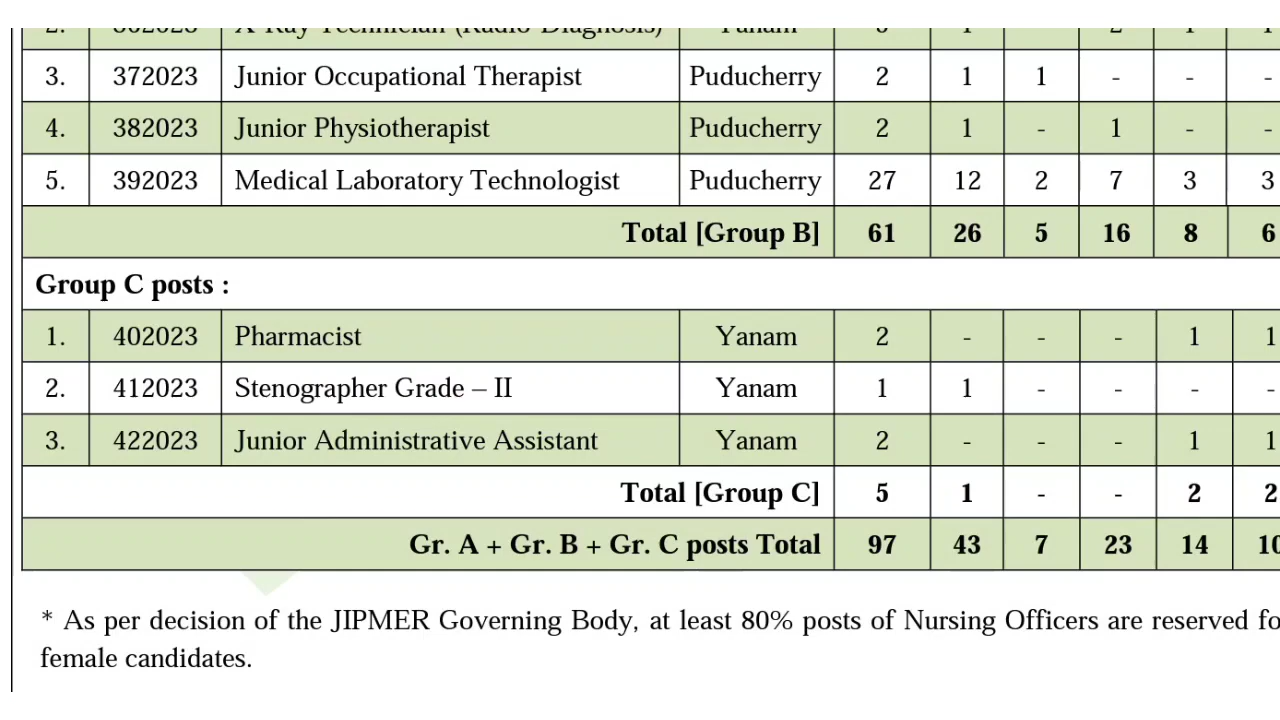 3. 372023 Junior Occupational Therapist Puducherry 2 1 1 - - -
4. 382023 Junior Physiotherapist Puducherry 2 1 - 1 - -
5. 392023 Medical Laboratory Technologist Puducherry 27 12 2 7 3 3
Total [Group B] 61 26 5 16 8 6
Group C posts :
1. 402023 Pharmacist Yanam 2 - - - 1 1
2. 412023 Stenographer Grade – II Yanam 1 1 - - - -
3. 422023 Junior Administrative Assistant Yanam 2 - - - 1 1
Total [Group C] 5 1 - - 2 2
Gr. A + Gr. B + Gr. C posts Total 97 43 7 23 14 10
* As per decision of the JIPMER Governing Body, at least 80% posts of Nursing Officers are reserved fo
female candidates.